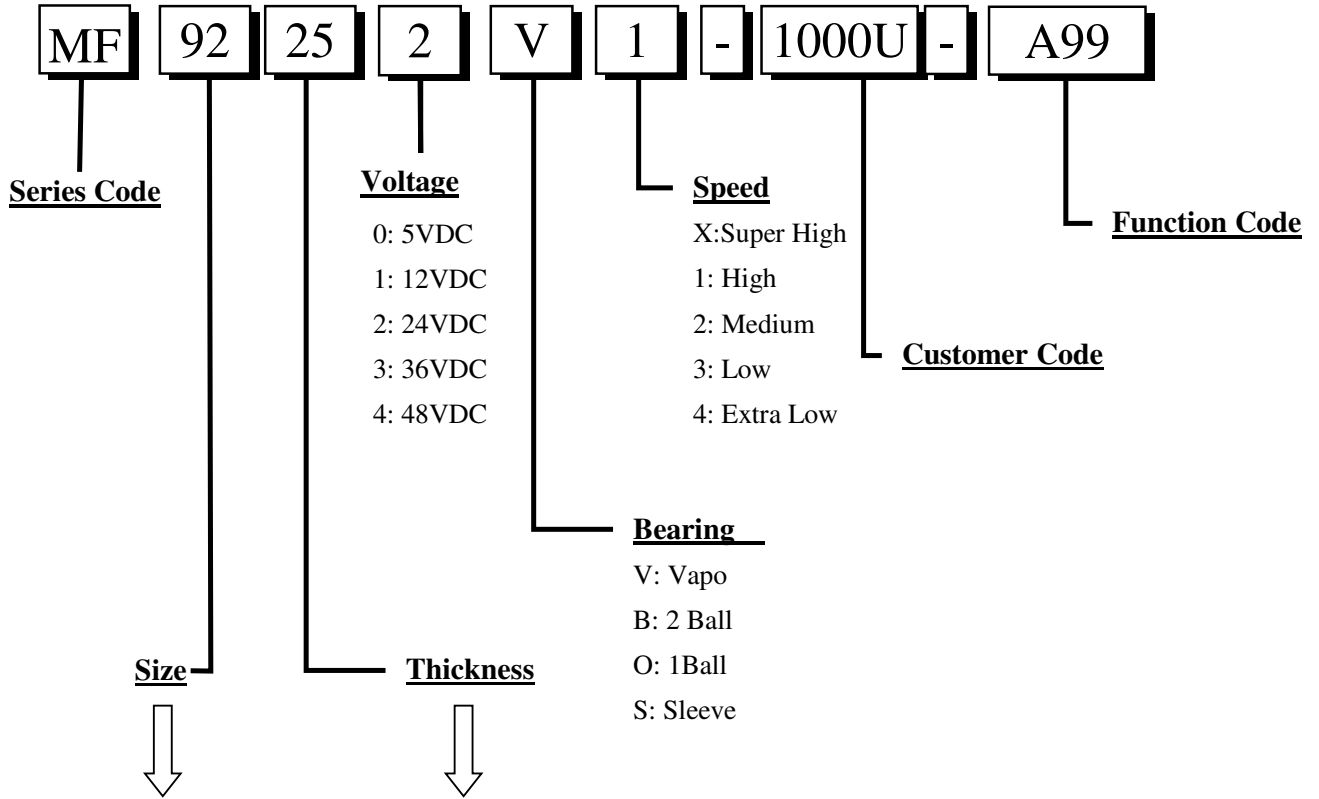 MF 92 25 2 V 1 - 1000U - A99
Series Code
Voltage
0: 5VDC
1: 12VDC
2: 24VDC
3: 36VDC
4: 48VDC
Speed
X:Super High
1: High
2: Medium
3: Low
4: Extra Low
Function Code
Customer Code
Bearing
V: Vapo
B: 2 Ball
O: 1Ball
S: Sleeve
Size
Thickness